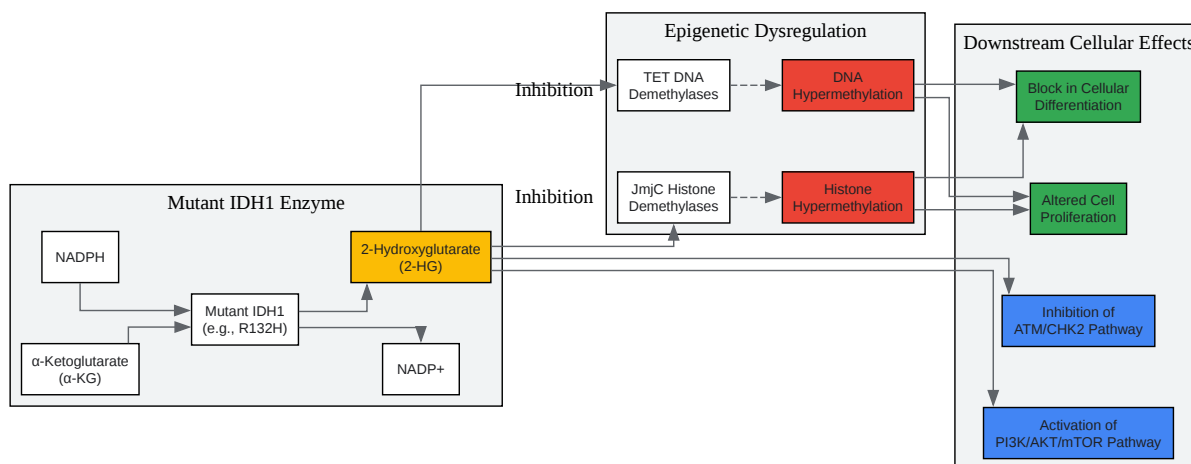 Epigenetic Dysregulation
Downstream Cellular Effects
Inhibition
TET DNA
Demethylases
DNA
Hypermethylation
Block in Cellular
Differentiation
Mutant IDH1 Enzyme
Inhibition
JmjC Histone
Demethylases
Histone
Hypermethylation
Altered Cell
Proliferation
NADPH
2-Hydroxyglutarate
(2-HG)
Mutant IDH1
(e.g., R132H)
Inhibition of
ATM/CHK2 Pathway
α-Ketoglutarate
(α-KG)
NADP+
Activation of
PI3K/AKT/mTOR Pathway